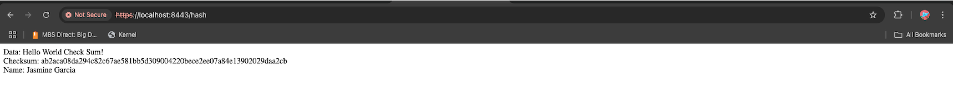 Not Secure https://localhost:8443/hash
MBS Direct: Big D... Kernel All Bookmarks
Data: Hello World Check Sum!
Checksum: ab2aca08da294c82c67ae581bb5d309004220bece2ee07a84e13902029daa2cb
Name: Jasmine Garcia